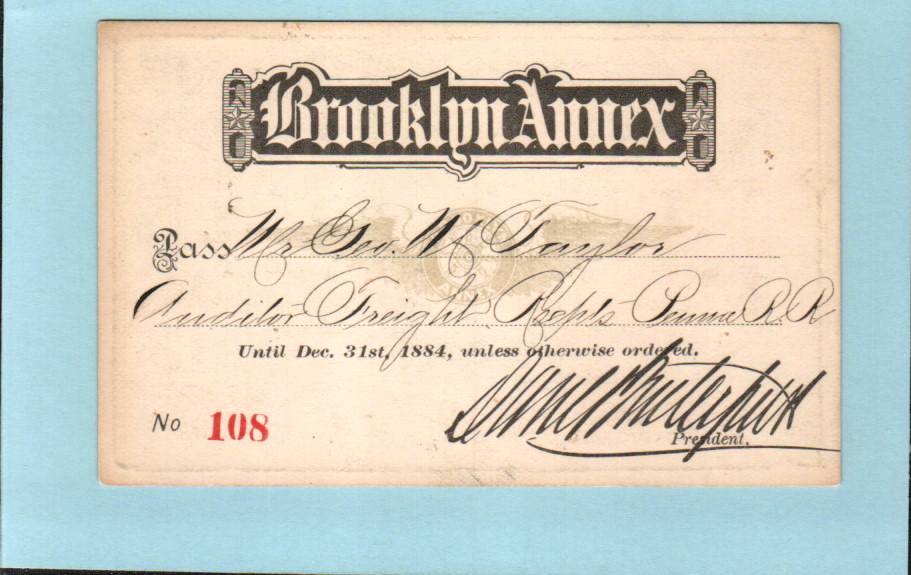 Brooklyn Annex
Pass Mr Geo. W Taylor
Auditor Freight Rcpts Penna R.R
Until Dec. 31st, 1884, unless otherwise ordered.
No 108
President.